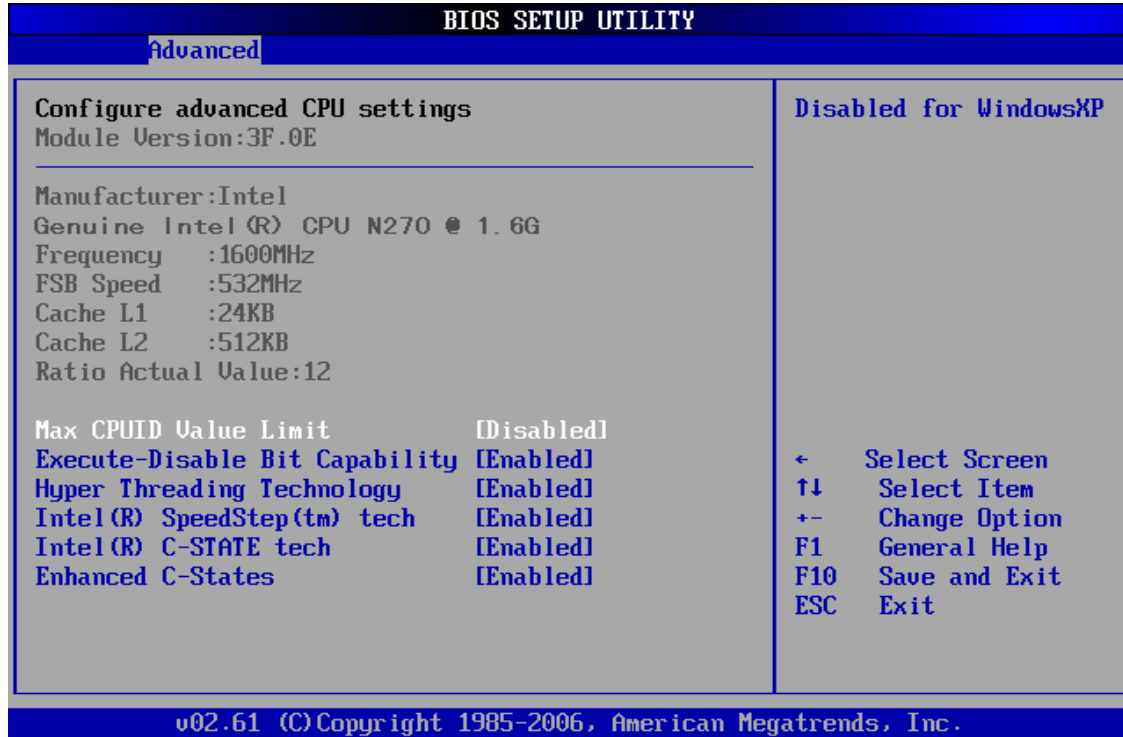 BIOS SETUP UTILITY
Advanced
Configure advanced CPU settings
Module Version:3F.0E
Manufacturer:Intel
Genuine Intel(R) CPU N270 @ 1.6G
Frequency :1600MHz
FSB Speed :532MHz
Cache L1 :24KB
Cache L2 :512KB
Ratio Actual Value:12
Max CPUID Value Limit [Disabled]
Execute-Disable Bit Capability [Enabled]
Hyper Threading Technology [Enabled]
Intel(R) SpeedStep(tm) tech [Enabled]
Intel(R) C-STATE tech [Enabled]
Enhanced C-States [Enabled]
Disabled for WindowsXP
← Select Screen
↑↓ Select Item
+- Change Option
F1 General Help
F10 Save and Exit
ESC Exit
v02.61 (C)Copyright 1985-2006, American Megatrends, Inc.